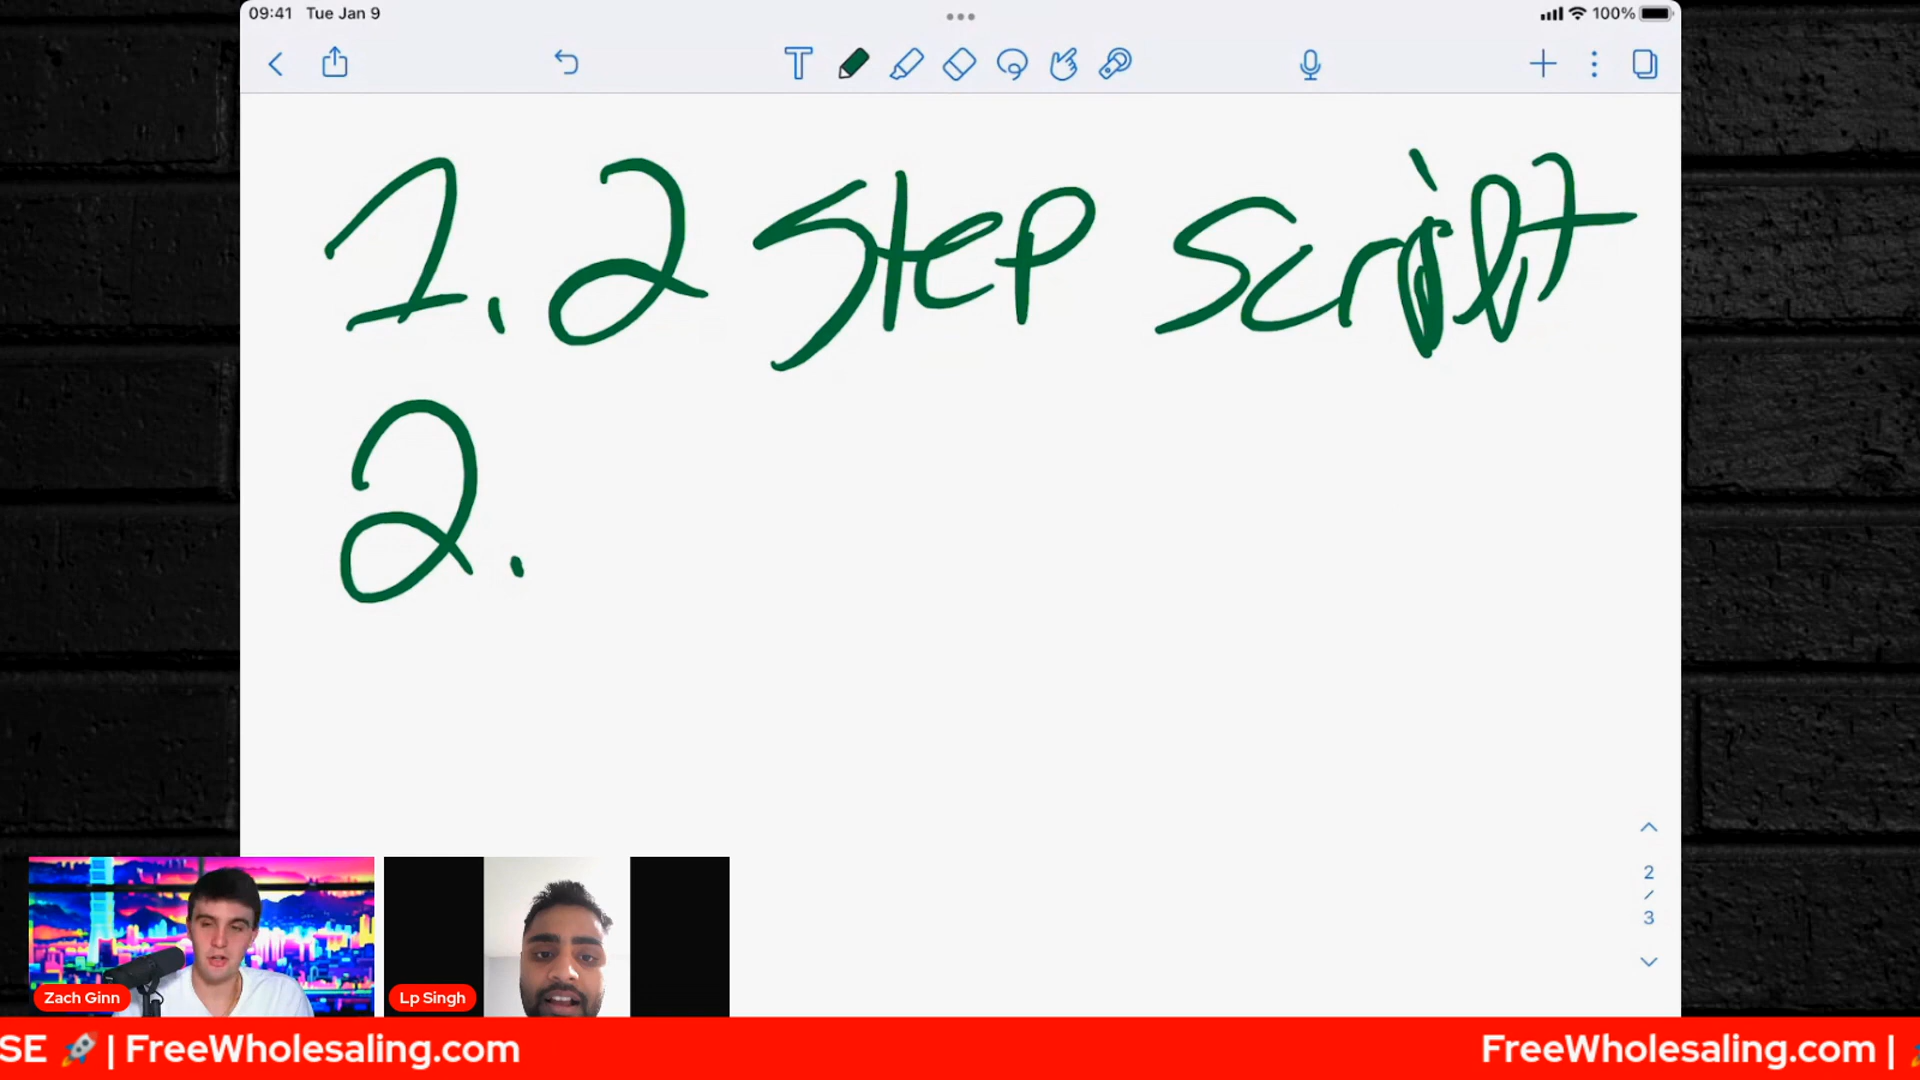 09:41 Tue Jan 9 100%
1. 2 Step Script
2.
2
/
3
Zach Ginn
Lp Singh
SE 🚀 | FreeWholesaling.com FreeWholesaling.com |